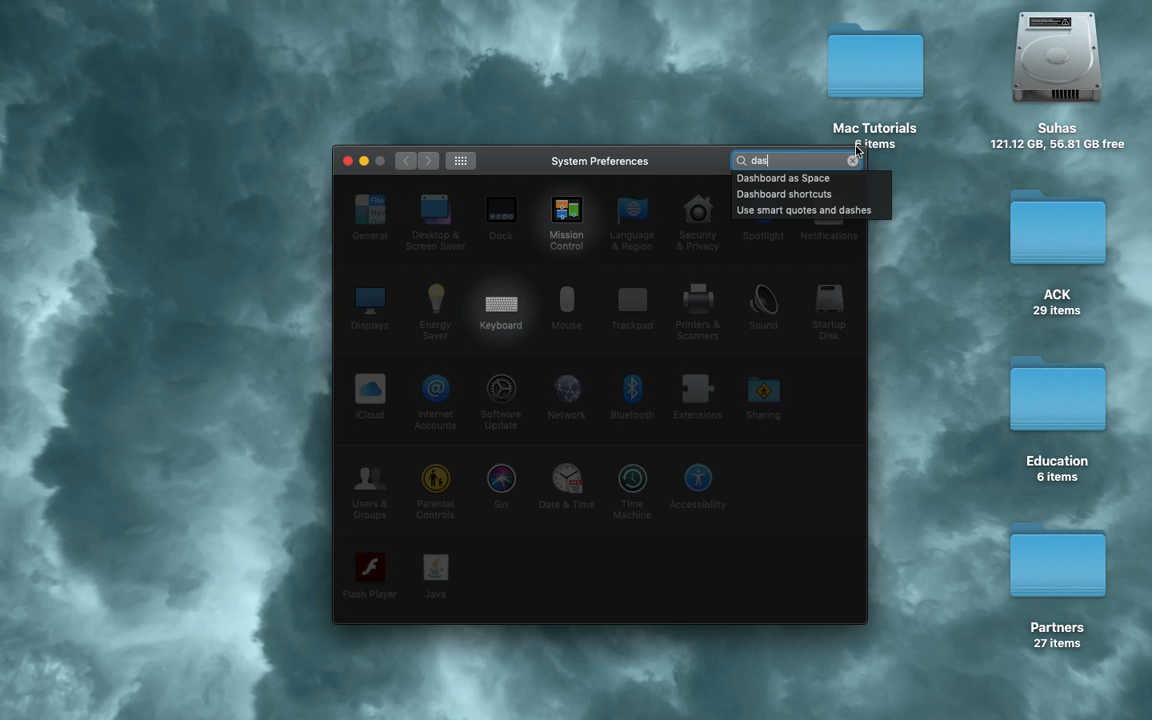 Mac Tutorials
6 items
Suhas
121.12 GB, 56.81 GB free
System Preferences
das
Dashboard as Space
Dashboard shortcuts
Use smart quotes and dashes
File
New
General
Desktop &
Screen Saver
Dock
Mission
Control
Language
& Region
Security
& Privacy
Spotlight
Notifications
Displays
Energy
Saver
Keyboard
Mouse
Trackpad
Printers &
Scanners
Sound
Startup
Disk
iCloud
Internet
Accounts
Software
Update
Network
Bluetooth
Extensions
Sharing
Users &
Groups
Parental
Controls
Siri
18
Date & Time
Time
Machine
Accessibility
Flash Player
Java
ACK
29 items
Education
6 items
Partners
27 items